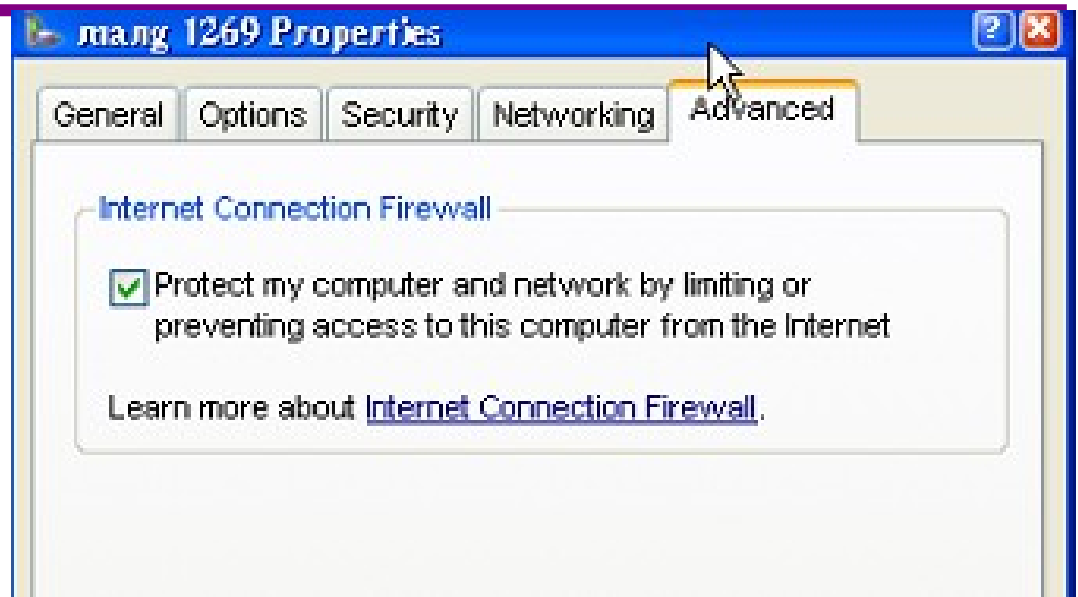 mang 1269 Properties
General Options Security Networking Advanced
Internet Connection Firewall
Protect my computer and network by limiting or
preventing access to this computer from the Internet
Learn more about Internet Connection Firewall.